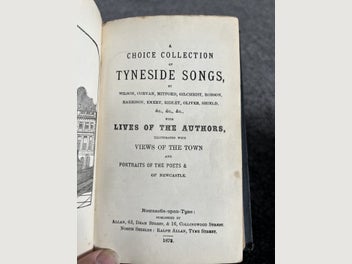 A
CHOICE COLLECTION
OF
TYNESIDE SONGS,
BY
WILSON, CORVAN, MITFORD, GILCHRIST, ROBSON,
HARRISON, EMERY, RIDLEY, OLIVER, SHIELD,
&c., &c., &c.,
WITH
LIVES OF THE AUTHORS,
ILLUSTRATED WITH
VIEWS OF THE TOWN
AND
PORTRAITS OF THE POETS &
OF NEWCASTLE.
Newcastle-upon-Tyne:
PUBLISHED BY
ALLAN, 62, DEAN STREET, & 16, COLLINGWOOD STREET.
NORTH SHIELDS: RALPH ALLAN, TYNE STREET.
1872.